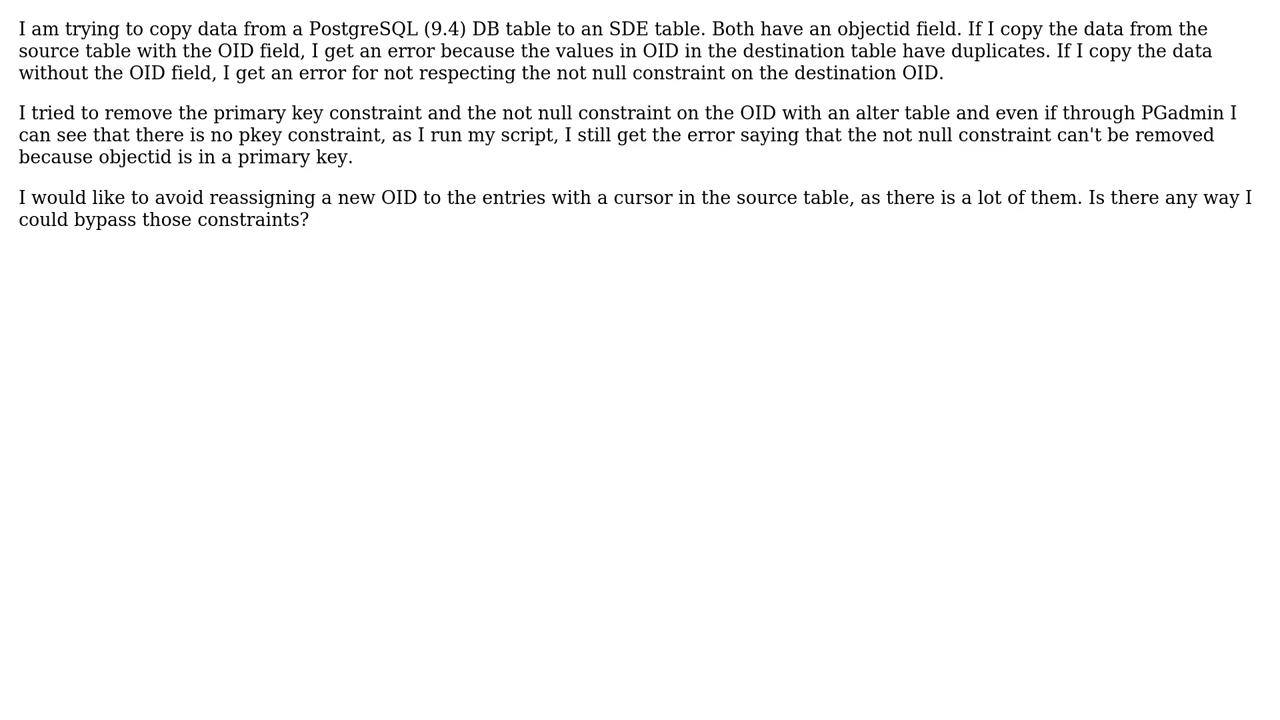 I am trying to copy data from a PostgreSQL (9.4) DB table to an SDE table. Both have an objectid field. If I copy the data from the
source table with the OID field, I get an error because the values in OID in the destination table have duplicates. If I copy the data
without the OID field, I get an error for not respecting the not null constraint on the destination OID.
I tried to remove the primary key constraint and the not null constraint on the OID with an alter table and even if through PGadmin I
can see that there is no pkey constraint, as I run my script, I still get the error saying that the not null constraint can't be removed
because objectid is in a primary key.
I would like to avoid reassigning a new OID to the entries with a cursor in the source table, as there is a lot of them. Is there any way I
could bypass those constraints?